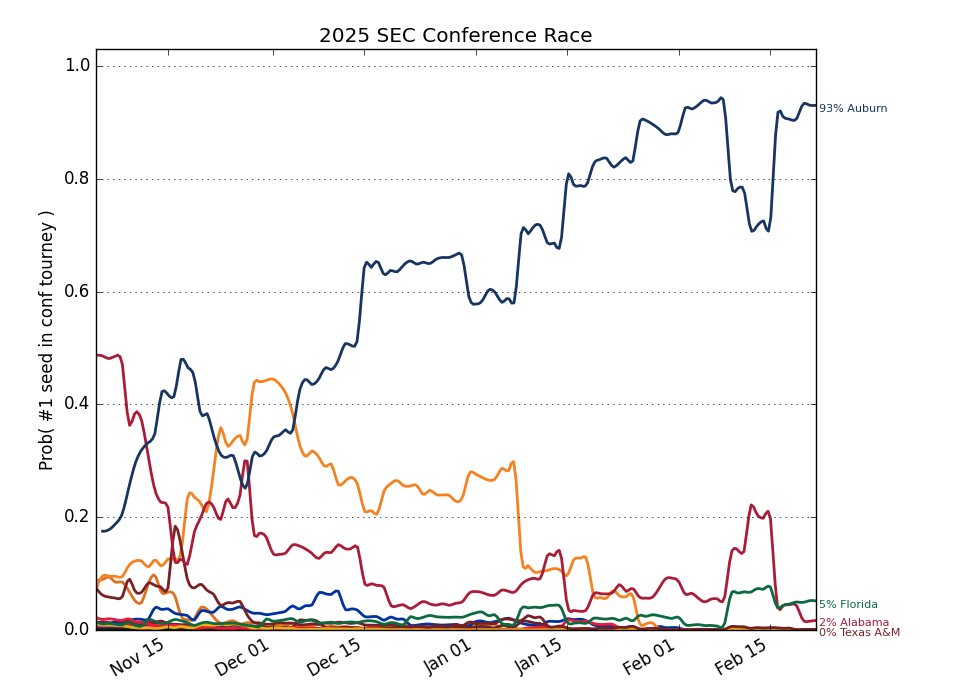 2025 SEC Conference Race
Prob( #1 seed in conf tourney )
1.0
0.8
0.6
0.4
0.2
0.0
Nov 15
Dec 01
Dec 15
Jan 01
Jan 15
Feb 01
Feb 15
93% Auburn
5% Florida
2% Alabama
0% Texas A&M